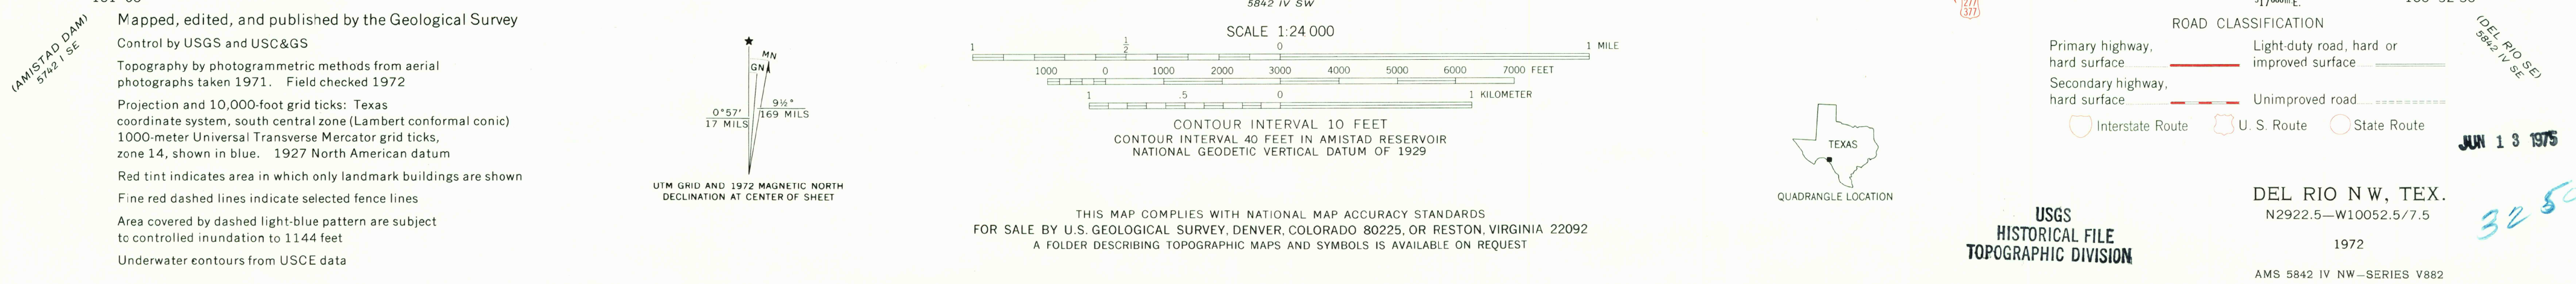 (AMISTAD DAM)
5742 I SE
Mapped, edited, and published by the Geological Survey
Control by USGS and USC&GS
Topography by photogrammetric methods from aerial
photographs taken 1971. Field checked 1972
Projection and 10,000-foot grid ticks: Texas
coordinate system, south central zone (Lambert conformal conic)
1000-meter Universal Transverse Mercator grid ticks,
zone 14, shown in blue. 1927 North American datum
Red tint indicates area in which only landmark buildings are shown
Fine red dashed lines indicate selected fence lines
Area covered by dashed light-blue pattern are subject
to controlled inundation to 1144 feet
Underwater contours from USCE data
★
MN
GN
0°57'
17 MILS
9½°
169 MILS
UTM GRID AND 1972 MAGNETIC NORTH
DECLINATION AT CENTER OF SHEET
5842 IV SW
SCALE 1:24 000
1 1/2 0 1 MILE
1000 0 1000 2000 3000 4000 5000 6000 7000 FEET
1 .5 0 1 KILOMETER
CONTOUR INTERVAL 10 FEET
CONTOUR INTERVAL 40 FEET IN AMISTAD RESERVOIR
NATIONAL GEODETIC VERTICAL DATUM OF 1929
THIS MAP COMPLIES WITH NATIONAL MAP ACCURACY STANDARDS
FOR SALE BY U.S. GEOLOGICAL SURVEY, DENVER, COLORADO 80225, OR RESTON, VIRGINIA 22092
A FOLDER DESCRIBING TOPOGRAPHIC MAPS AND SYMBOLS IS AVAILABLE ON REQUEST
TEXAS
QUADRANGLE LOCATION
277
377
ROAD CLASSIFICATION
Primary highway,
hard surface
Light-duty road, hard or
improved surface
Secondary highway,
hard surface
Unimproved road
Interstate Route U. S. Route State Route
(DEL RIO SE)
5842 IV SE
JUN 13 1975
USGS
HISTORICAL FILE
TOPOGRAPHIC DIVISION
DEL RIO NW, TEX.
N2922.5—W10052.5/7.5
1972
AMS 5842 IV NW—SERIES V882